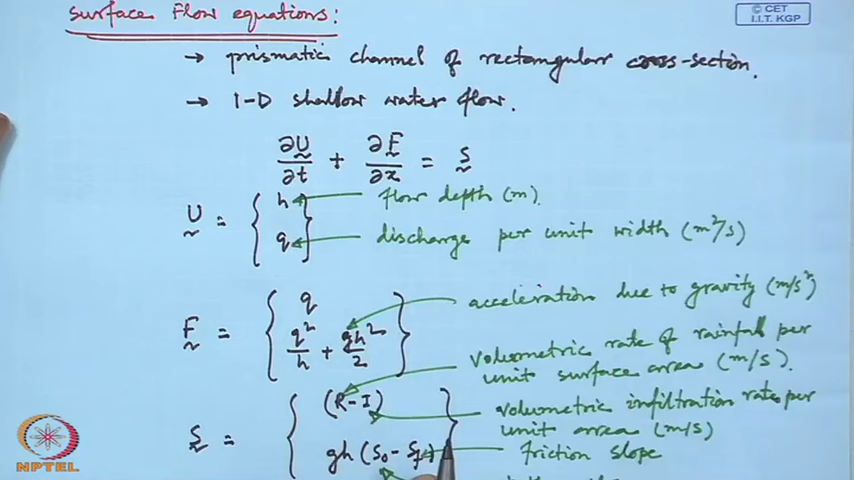 Surface Flow equations:
© CET
I.I.T. KGP
→ prismatic channel of rectangular cross-section.
→ 1-D shallow water flow.
∂U/∂t + ∂F/∂x = S
U = { h ← flow depth (m).
q } ← discharge per unit width (m²/s)
F = { q
q²/h + gh²/2 } acceleration due to gravity (m/s²)
volumetric rate of rainfall per
unit surface area (m/s).
S = { (R-I)
volumetric infiltration rate per
unit area (m/s)
gh (S₀ - S_f) } friction slope
NPTEL